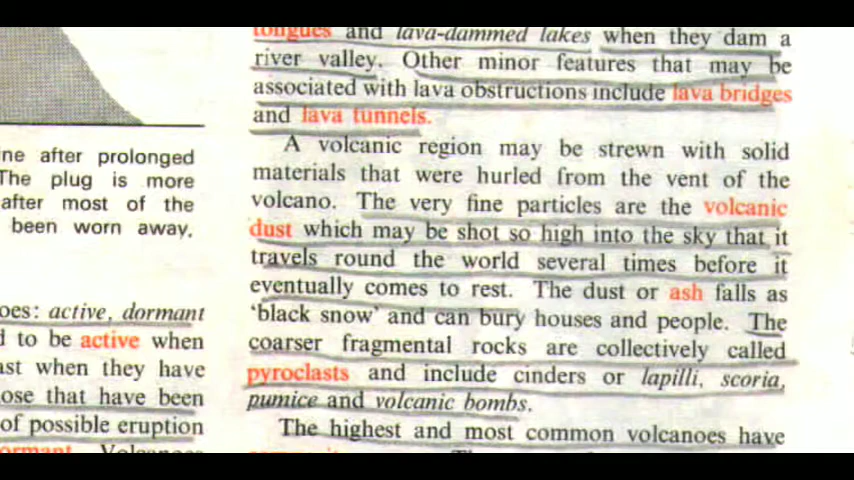 ine after prolonged
The plug is more
after most of the
been worn away.
oes: active, dormant
d to be active when
ast when they have
ose that have been
of possible eruption
ormant. Volcanoes
tongues and lava-dammed lakes when they dam a
river valley. Other minor features that may be
associated with lava obstructions include lava bridges
and lava tunnels.
A volcanic region may be strewn with solid
materials that were hurled from the vent of the
volcano. The very fine particles are the volcanic
dust which may be shot so high into the sky that it
travels round the world several times before it
eventually comes to rest. The dust or ash falls as
'black snow' and can bury houses and people. The
coarser fragmental rocks are collectively called
pyroclasts and include cinders or lapilli, scoria,
pumice and volcanic bombs.
The highest and most common volcanoes have